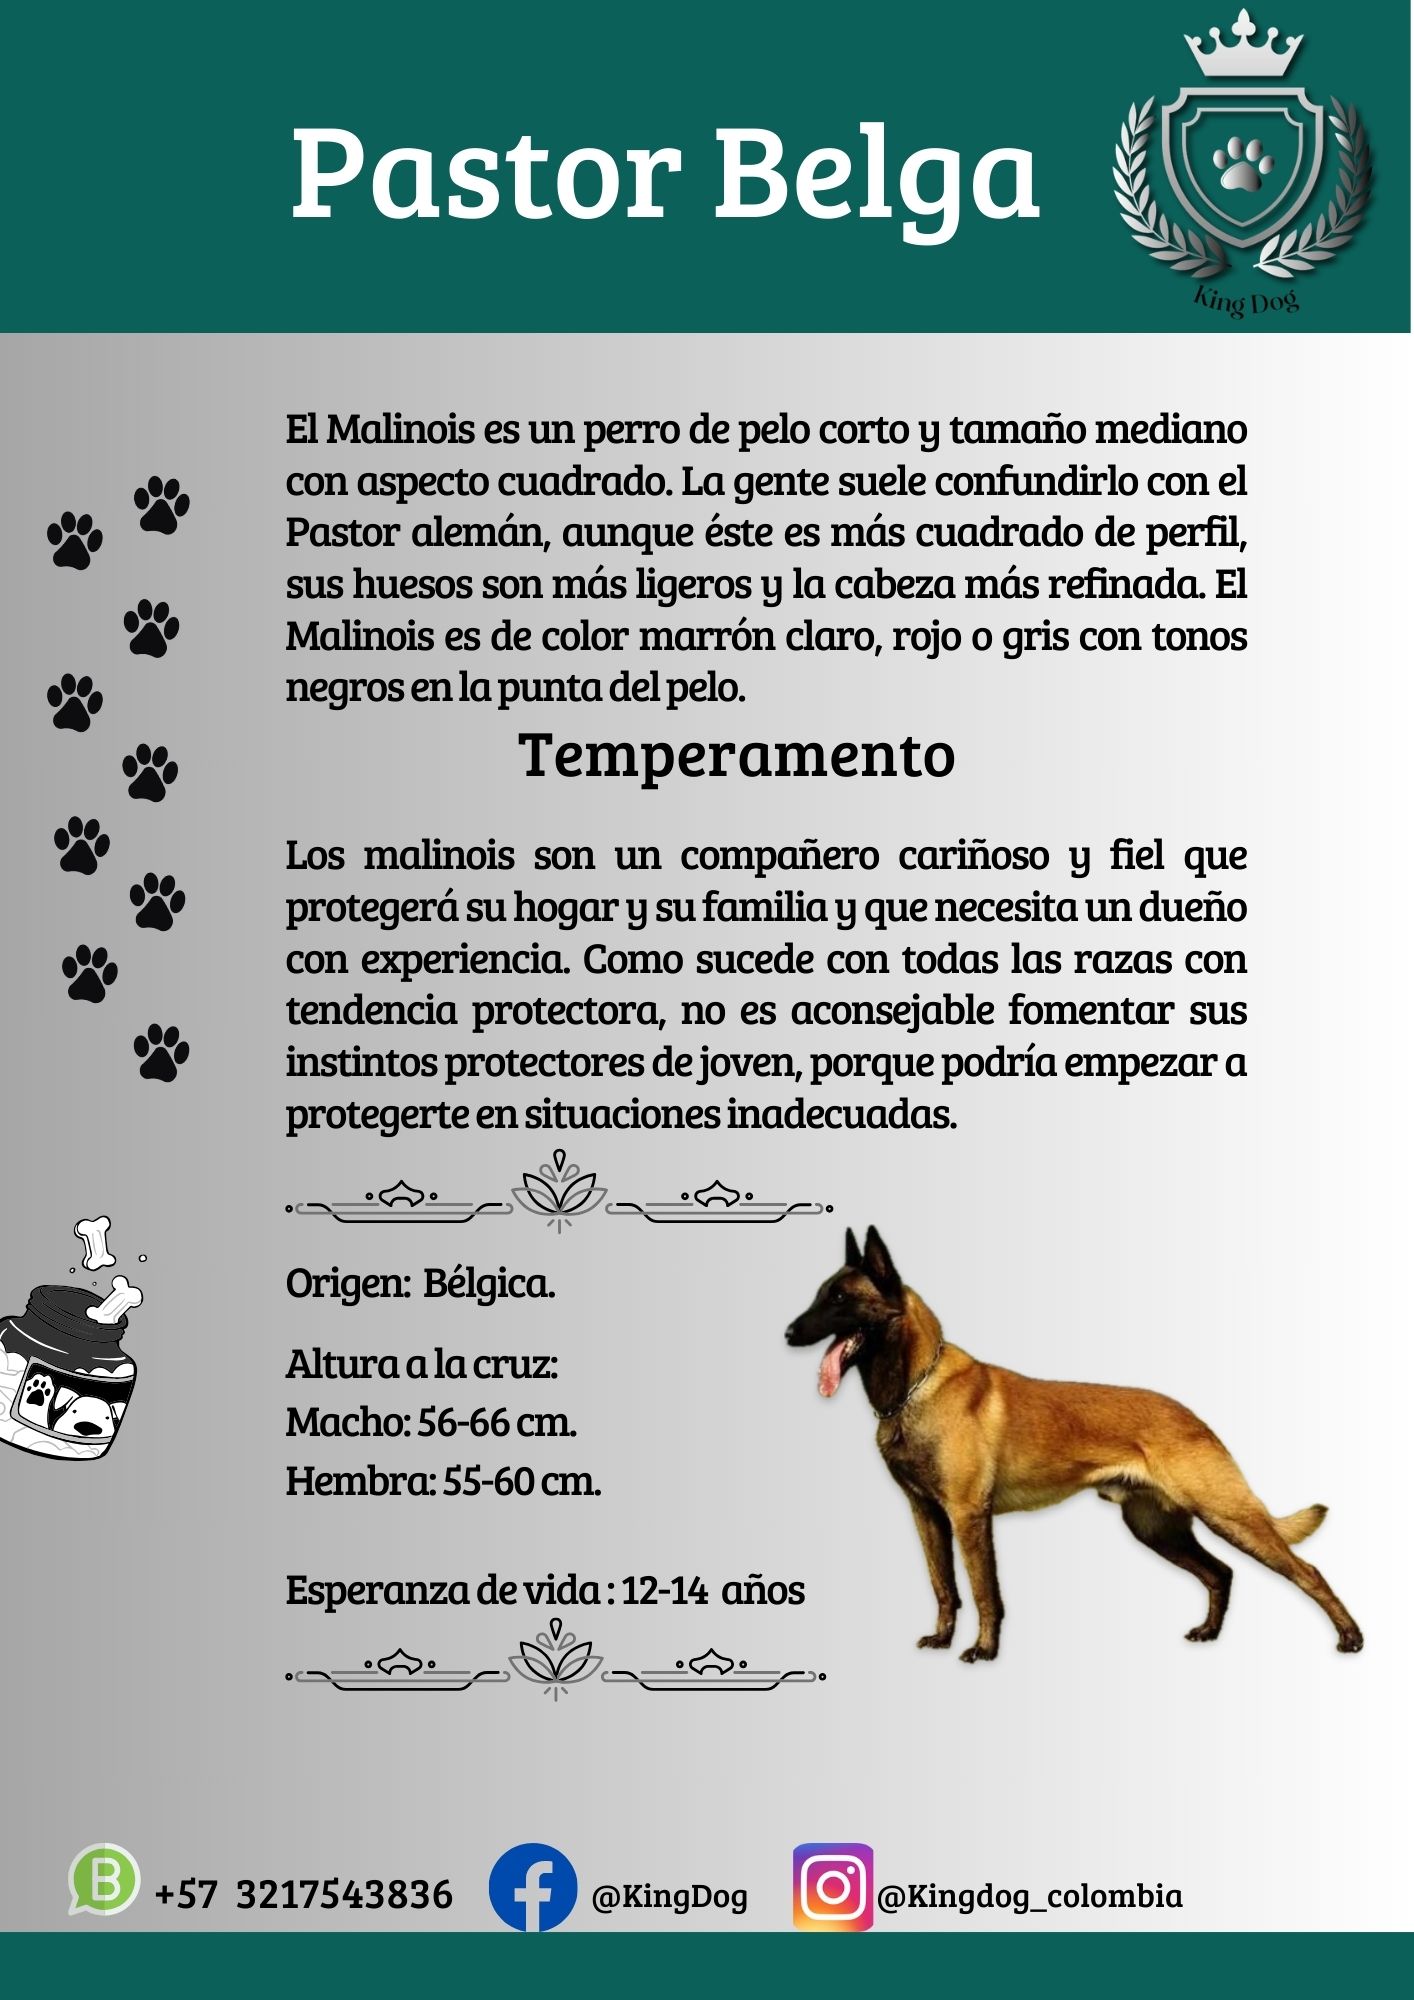 Pastor Belga
King Dog
El Malinois es un perro de pelo corto y tamaño mediano
con aspecto cuadrado. La gente suele confundirlo con el
Pastor alemán, aunque éste es más cuadrado de perfil,
sus huesos son más ligeros y la cabeza más refinada. El
Malinois es de color marrón claro, rojo o gris con tonos
negros en la punta del pelo.
Temperamento
Los malinois son un compañero cariñoso y fiel que
protegerá su hogar y su familia y que necesita un dueño
con experiencia. Como sucede con todas las razas con
tendencia protectora, no es aconsejable fomentar sus
instintos protectores de joven, porque podría empezar a
protegerte en situaciones inadecuadas.
Origen: Bélgica.
Altura a la cruz:
Macho: 56-66 cm.
Hembra: 55-60 cm.
Esperanza de vida : 12-14 años
B +57 3217543836 @KingDog @Kingdog_colombia